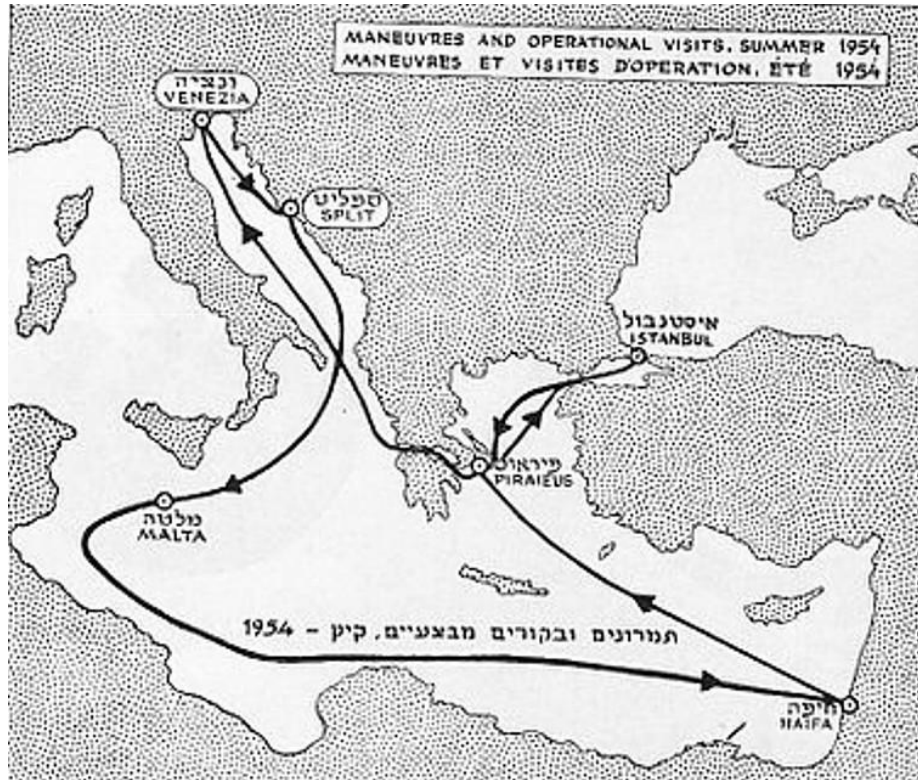 MANEUVRES AND OPERATIONAL VISITS, SUMMER 1954
MANEUVRES ET VISITES D'OPERATION, ÉTÉ 1954
ונציה
VENEZIA
ספליט
SPLIT
איסטנבול
ISTANBUL
פיראוס
PIRAIEUS
מלטה
MALTA
תמרונים ובקורים מבצעיים, קיץ - 1954
חיפה
HAIFA